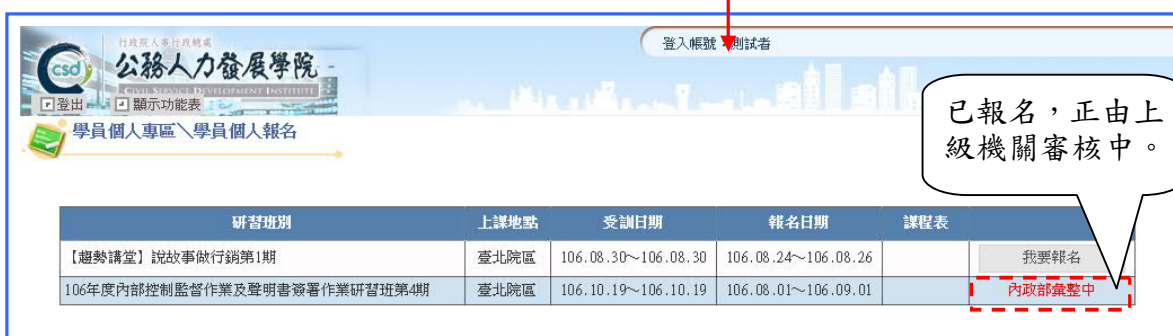 行政院人事行政總處
登入帳號：測試者
csd 公務人力發展學院
CIVIL SERVICE DEVELOPMENT INSTITUTE
登出 顯示功能表
學員個人專區＼學員個人報名
已報名，正由上
級機關審核中。
研習班別 上課地點 受訓日期 報名日期 課程表
【趨勢講堂】說故事做行銷第1期 臺北院區 106.08.30～106.08.30 106.08.24～106.08.26 我要報名
106年度內部控制監督作業及聲明書簽署作業研習班第4期 臺北院區 106.10.19～106.10.19 106.08.01～106.09.01 內政部彙整中